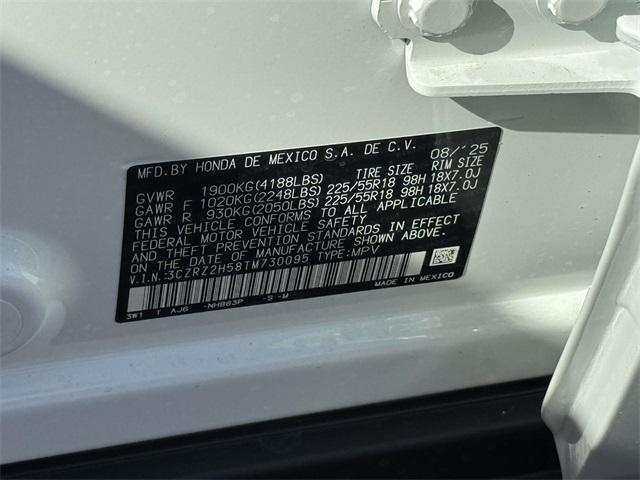 MFD.BY HONDA DE MEXICO S.A. DE C.V. 08/'25
GVWR 1900KG(4188LBS) TIRE SIZE RIM SIZE
GAWR F 1020KG(2248LBS) 225/55R18 98H 18X7.0J
GAWR R 930KG(2050LBS) 225/55R18 98H 18X7.0J
THIS VEHICLE CONFORMS TO ALL APPLICABLE
FEDERAL MOTOR VEHICLE SAFETY
AND THEFT PREVENTION STANDARDS IN EFFECT
ON THE DATE OF MANUFACTURE SHOWN ABOVE.
V.I.N.:3CZRZ2H58TM730095 TYPE:MPV
MADE IN MEXICO
3W1 T AJ6 -NH883P -S -M